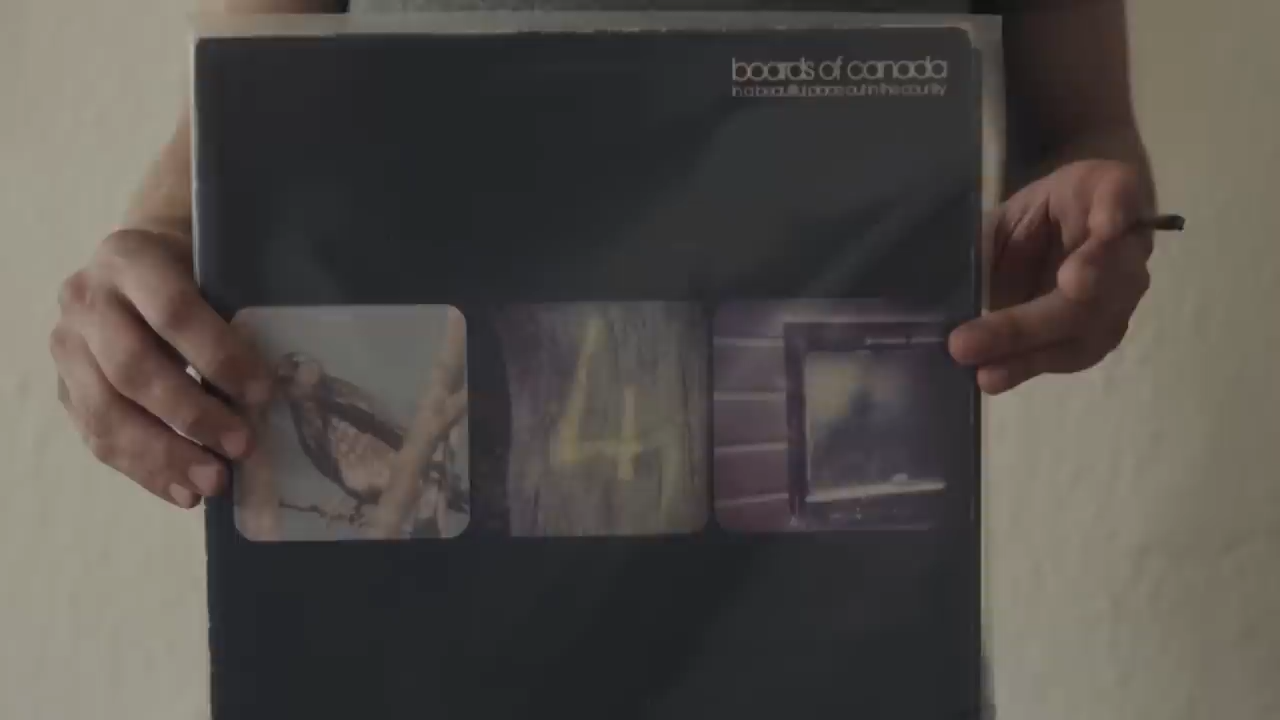 boards of canada
in a beautiful place out in the country
4